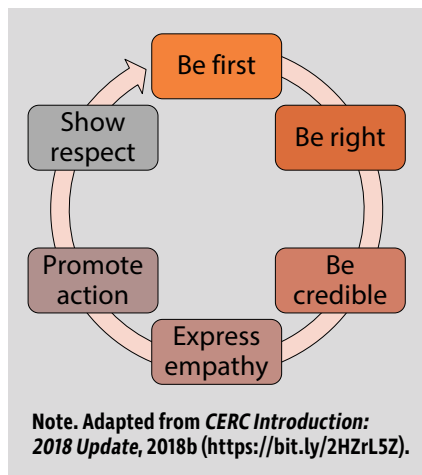 Be first
Be right
Be
credible
Express
empathy
Promote
action
Show
respect
Note. Adapted from CERC Introduction:
2018 Update, 2018b (https://bit.ly/2HZrL5Z).